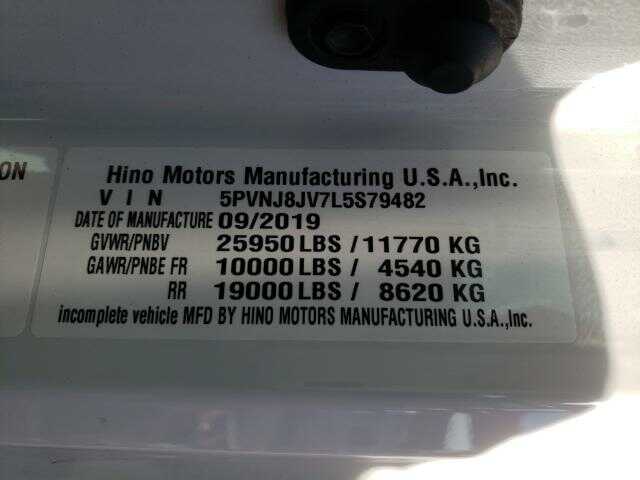 ON
Hino Motors Manufacturing U.S.A.,Inc.
V I N 5PVNJ8JV7L5S79482
DATE OF MANUFACTURE 09/2019
GVWR/PNBV 25950 LBS / 11770 KG
GAWR/PNBE FR 10000 LBS / 4540 KG
RR 19000 LBS / 8620 KG
incomplete vehicle MFD BY HINO MOTORS MANUFACTURING U.S.A.,Inc.